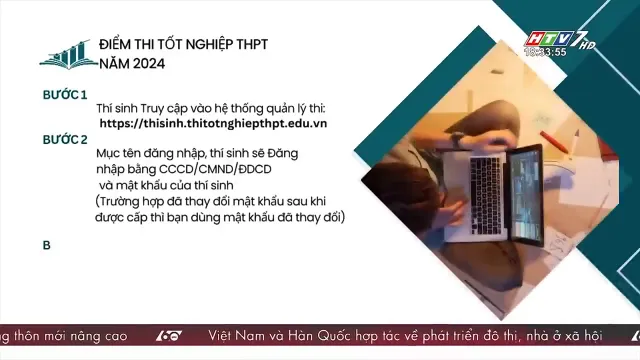 ĐIỂM THI TỐT NGHIỆP THPT
NĂM 2024
HTV7 HD
18:33:55
BƯỚC 1
Thí sinh Truy cập vào hệ thống quản lý thi:
https://thisinh.thitotnghiepthpt.edu.vn
BƯỚC 2
Mục tên đăng nhập, thí sinh sẽ Đăng
nhập bằng CCCD/CMND/ĐDCD
và mật khẩu của thí sinh
(Trường hợp đã thay đổi mật khẩu sau khi
được cấp thì bạn dùng mật khẩu đã thay đổi)
B
thôn mới nâng cao
60
Việt Nam và Hàn Quốc hợp tác về phát triển đô thị, nhà ở xã hội